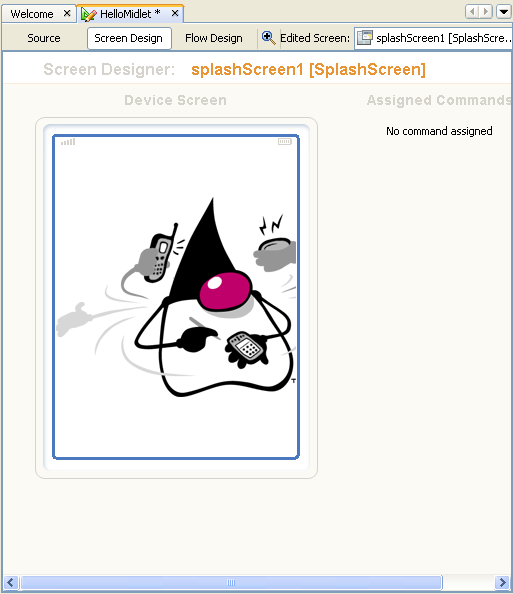 Welcome
HelloMidlet *
Source
Screen Design
Flow Design
Edited Screen:
splashScreen1 [SplashScre...
Screen Designer: splashScreen1 [SplashScreen]
Device Screen
Assigned Commands
No command assigned
T